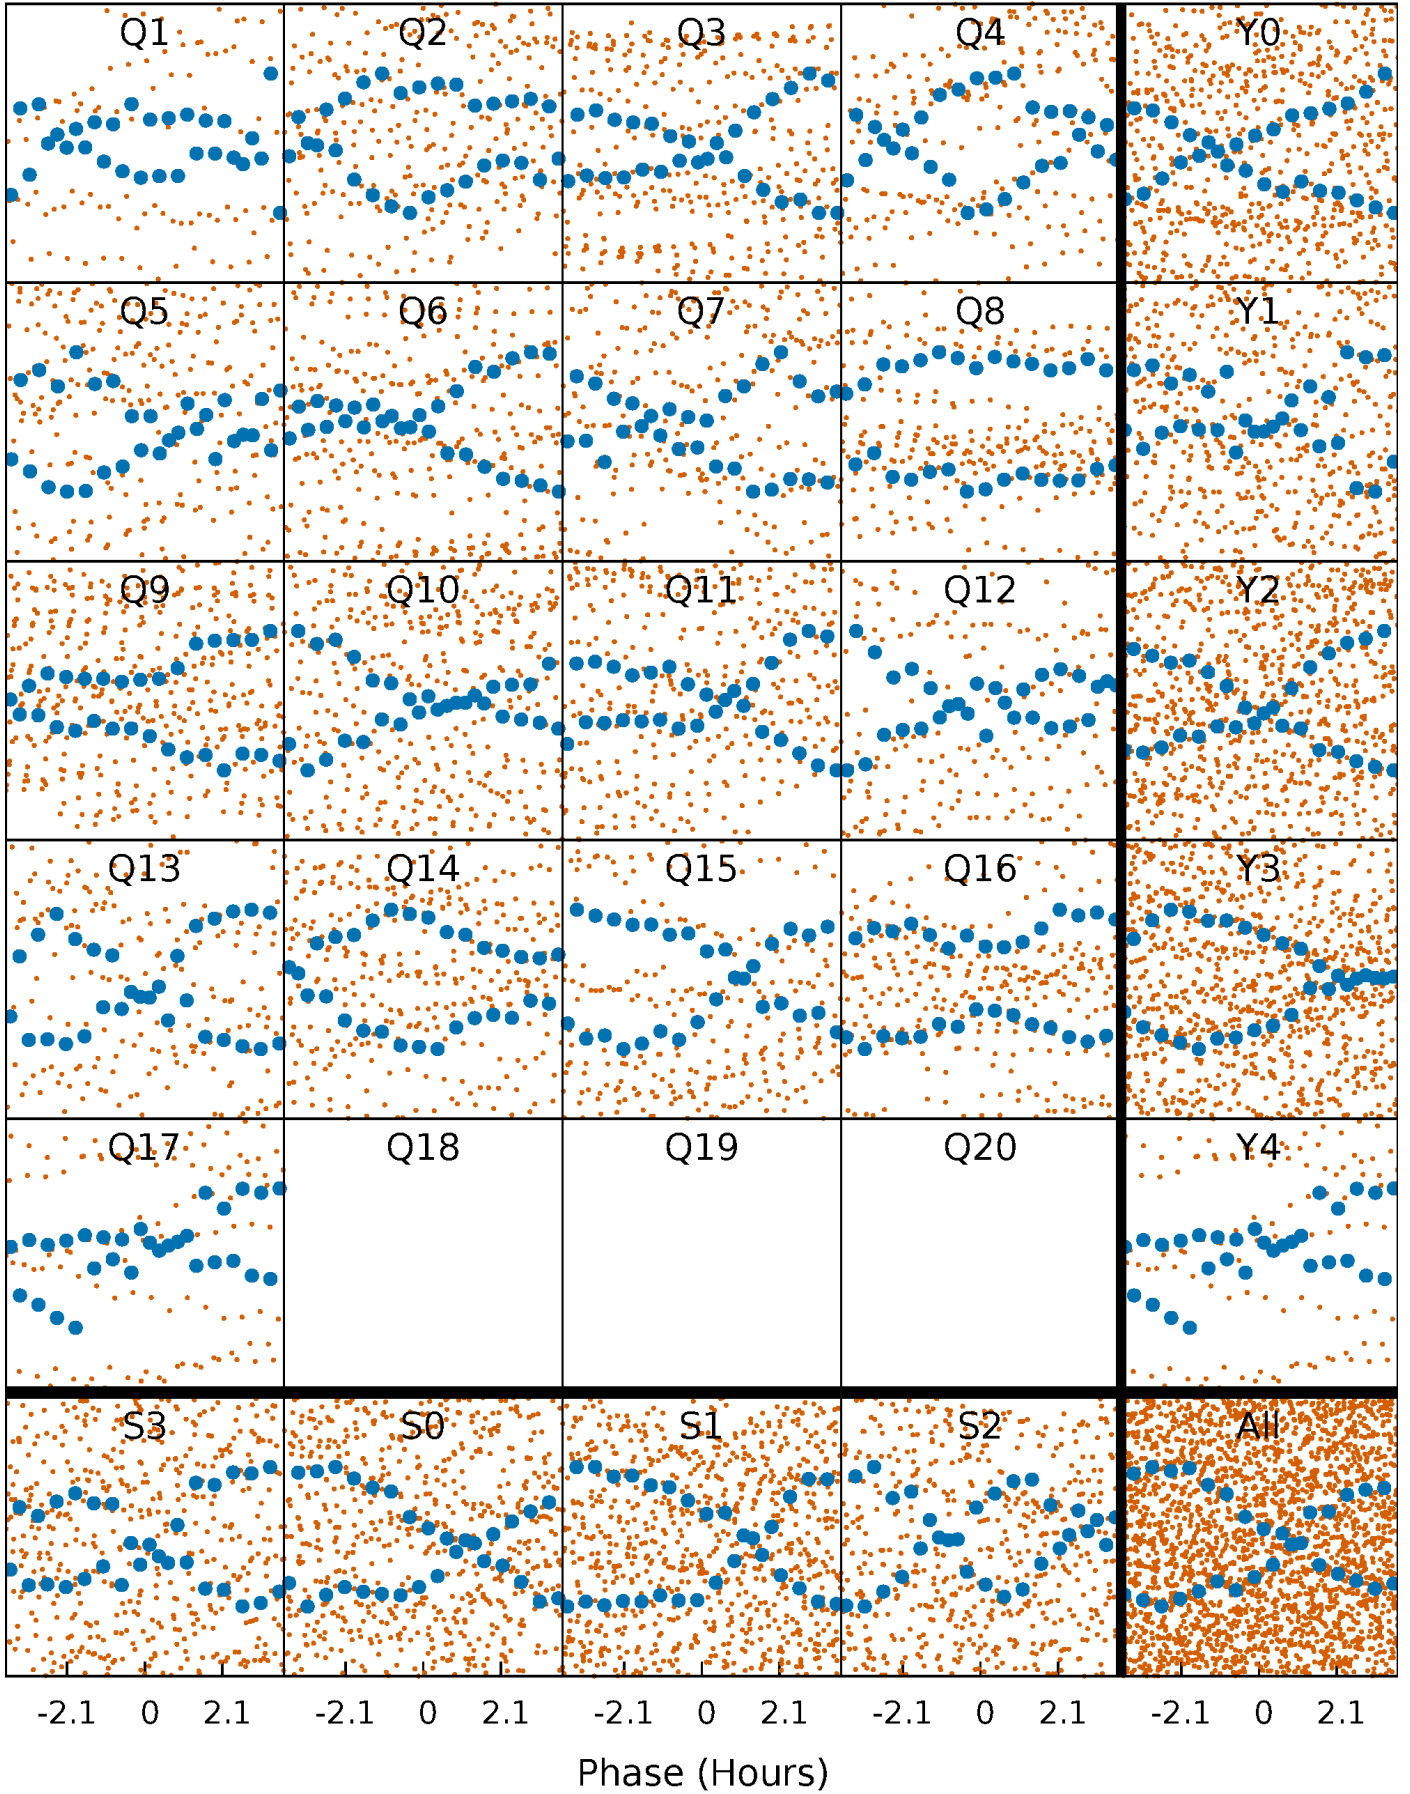 Q1 Q2 Q3 Q4 Y0
Q5 Q6 Q7 Q8 Y1
Q9 Q10 Q11 Q12 Y2
Q13 Q14 Q15 Q16 Y3
Q17 Q18 Q19 Q20 Y4
S3 S0 S1 S2 All
-2.1 0 2.1 -2.1 0 2.1 -2.1 0 2.1 -2.1 0 2.1 -2.1 0 2.1
Phase (Hours)